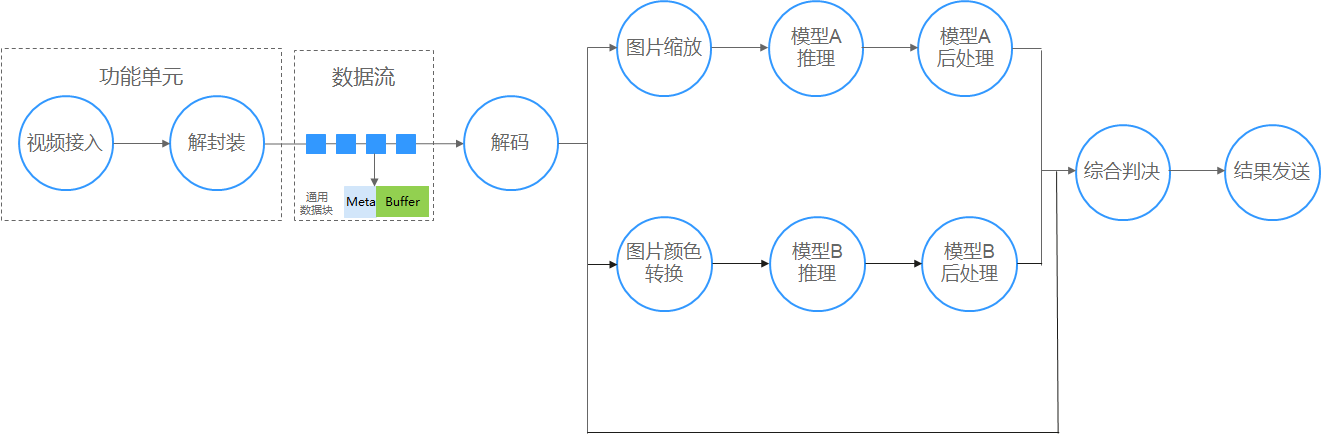 功能单元
视频接入
解封装
数据流
通用
数据块
Meta
Buffer
解码
图片缩放
模型A
推理
模型A
后处理
图片颜色
转换
模型B
推理
模型B
后处理
综合判决
结果发送